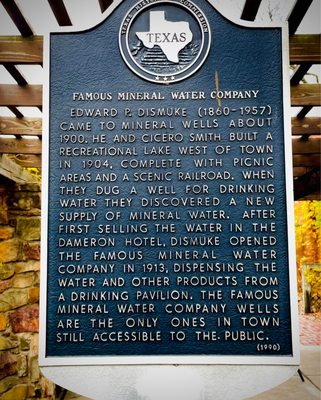 TEXAS HISTORICAL COMMISSION
TEXAS
FAMOUS MINERAL WATER COMPANY
EDWARD P. DISMUKE (1860-1957)
CAME TO MINERAL WELLS ABOUT
1900. HE AND CICERO SMITH BUILT A
RECREATIONAL LAKE WEST OF TOWN
IN 1904, COMPLETE WITH PICNIC
AREAS AND A SCENIC RAILROAD. WHEN
THEY DUG A WELL FOR DRINKING
WATER THEY DISCOVERED A NEW
SUPPLY OF MINERAL WATER. AFTER
FIRST SELLING THE WATER IN THE
DAMERON HOTEL, DISMUKE OPENED
THE FAMOUS MINERAL WATER
COMPANY IN 1913, DISPENSING THE
WATER AND OTHER PRODUCTS FROM
A DRINKING PAVILION. THE FAMOUS
MINERAL WATER COMPANY WELLS
ARE THE ONLY ONES IN TOWN
STILL ACCESSIBLE TO THE PUBLIC.
(1990)